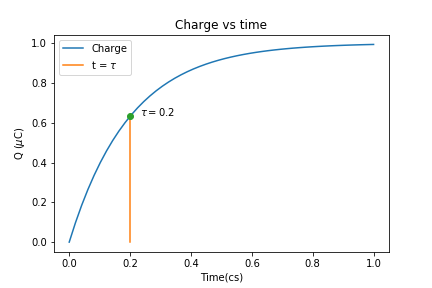 Charge vs time
Charge
t = τ
τ = 0.2
Q (μC)
1.0
0.8
0.6
0.4
0.2
0.0
0.0 0.2 0.4 0.6 0.8 1.0
Time(cs)